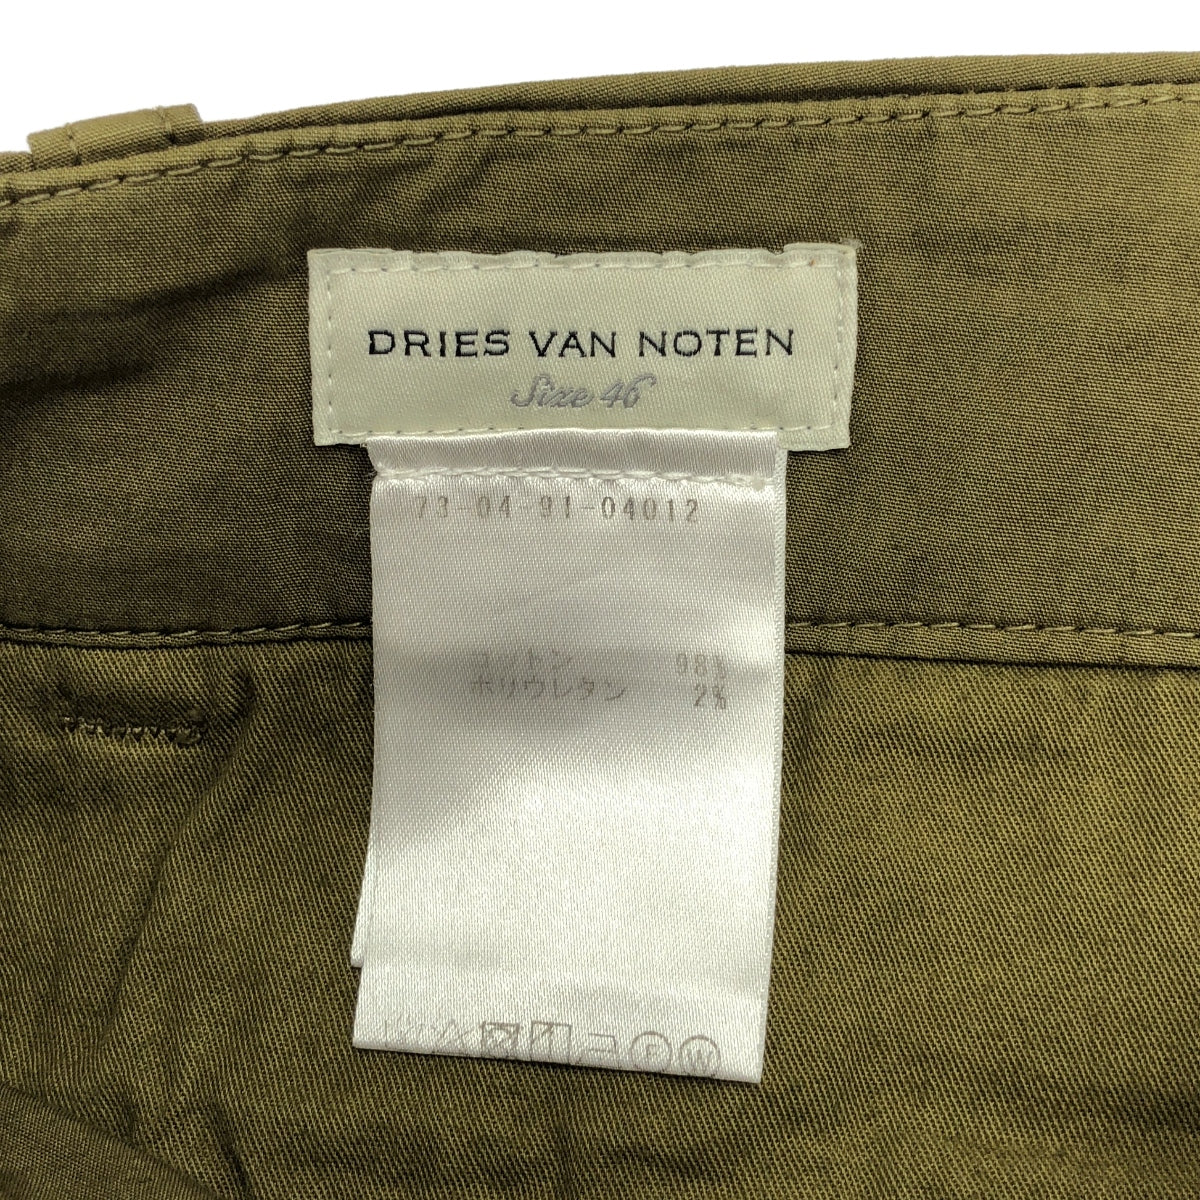 DRIES VAN NOTEN
Size 46
73-04-91-04012
コットン 98%
ポリウレタン 2%
F W